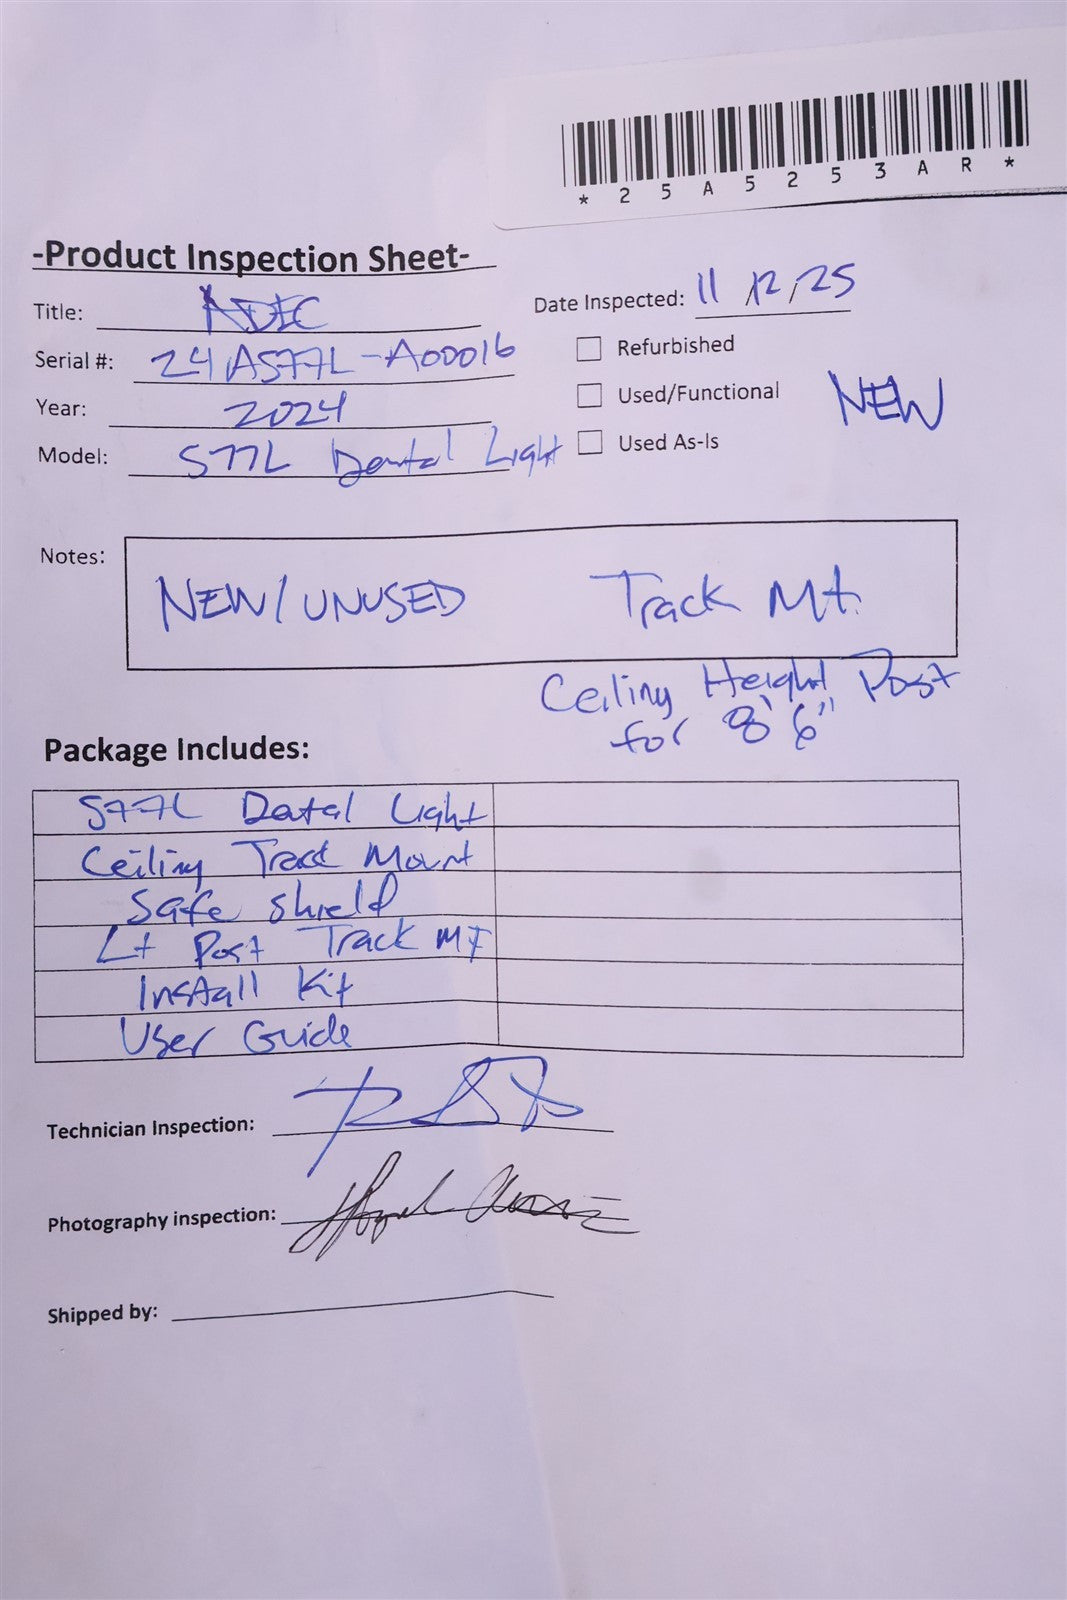 *25A5253AR*
-Product Inspection Sheet-
Title: ADEC
Date Inspected: 11/12/25
Serial #: 24AS77L-A00016
Refurbished
Year: 2024
Used/Functional
NEW
Model: 577L Dental Light
Used As-Is
Notes:
NEW/UNUSED Track Mt.
Ceiling Height Post
for 8'6"
Package Includes:
577L Dental Light
Ceiling Track Mount
Safe Shield
Lt Post Track MT
Install Kit
User Guide
Technician Inspection:
Photography inspection:
Shipped by: